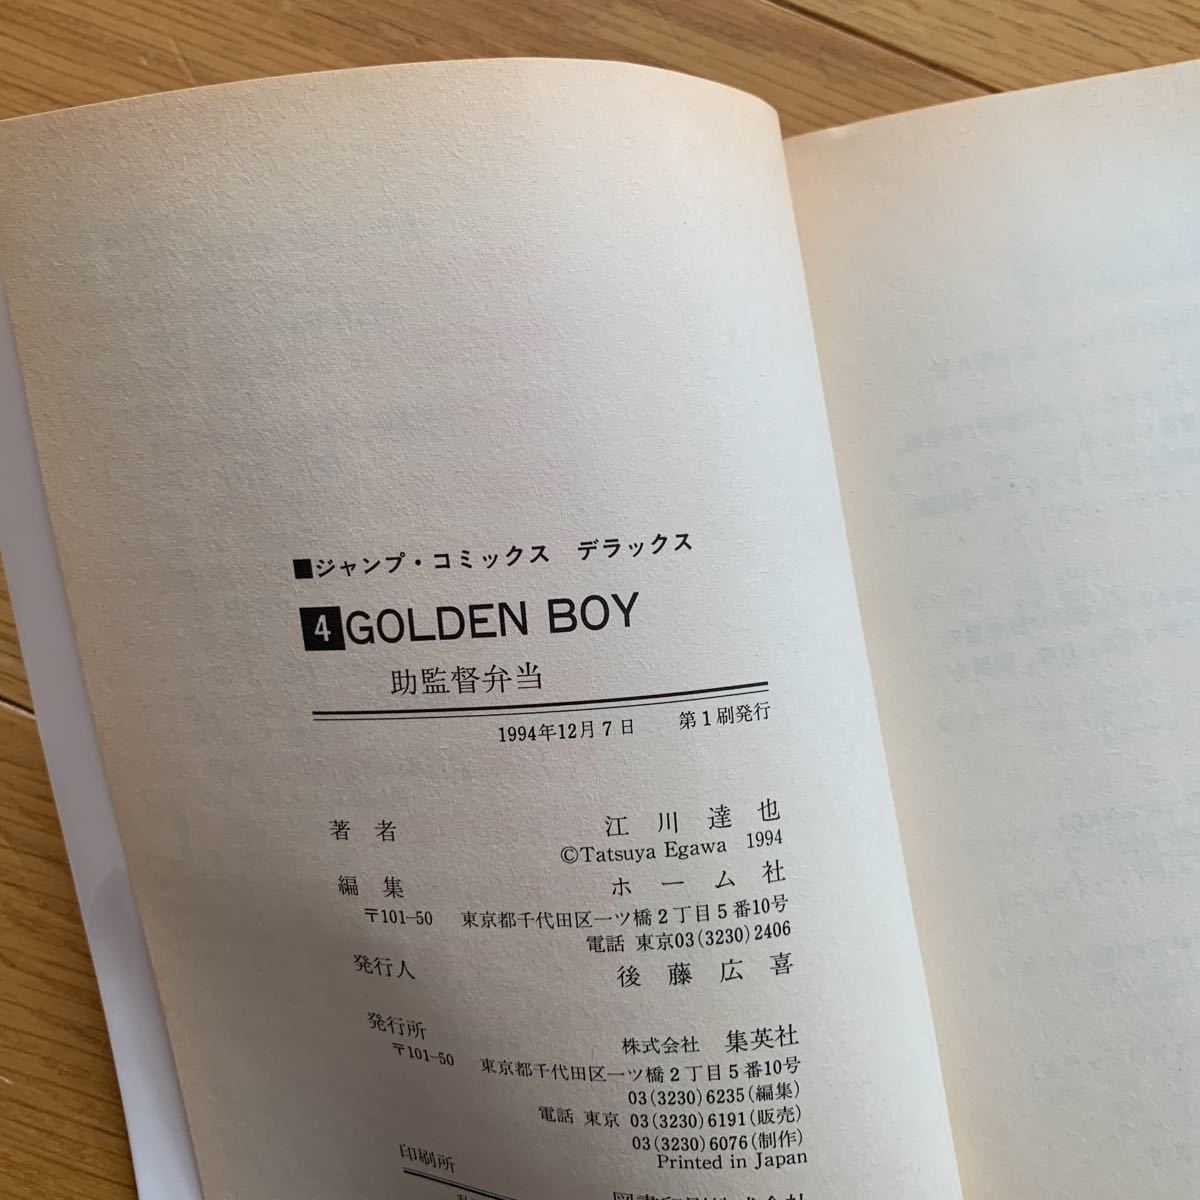 ■ジャンプ・コミックス デラックス
4 GOLDEN BOY
助監督弁当
1994年12月7日 第1刷発行
著者 江川達也
©Tatsuya Egawa 1994
編集 ホーム社
〒101-50 東京都千代田区一ツ橋2丁目5番10号
電話 東京03(3230)2406
発行人 後藤広喜
発行所 株式会社 集英社
〒101-50 東京都千代田区一ツ橋2丁目5番10号
03(3230)6235(編集)
電話 東京 03(3230)6191(販売)
03(3230)6076(制作)
Printed in Japan
印刷所